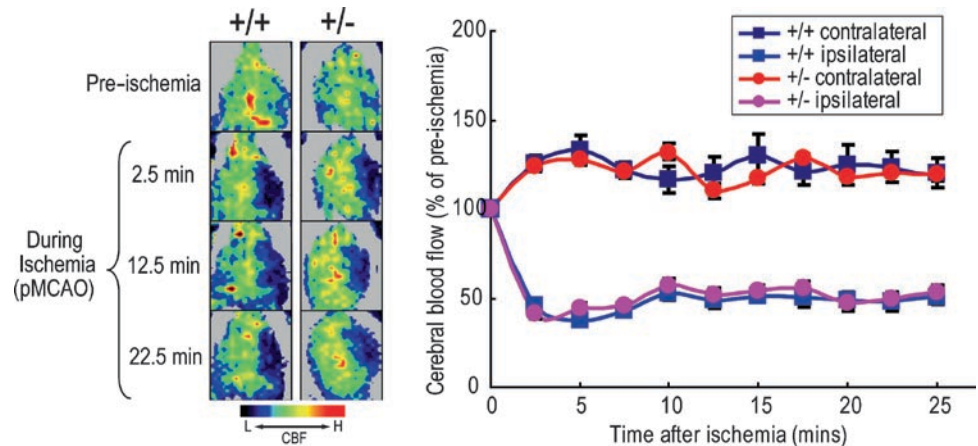 +/+ +/-
Pre-ischemia
During
Ischemia
(pMCAO)
2.5 min
12.5 min
22.5 min
L H
CBF
Cerebral blood flow (% of pre-ischemia)
200
150
100
50
0
0 5 10 15 20 25
Time after ischemia (mins)
+/+ contralateral
+/+ ipsilateral
+/- contralateral
+/- ipsilateral